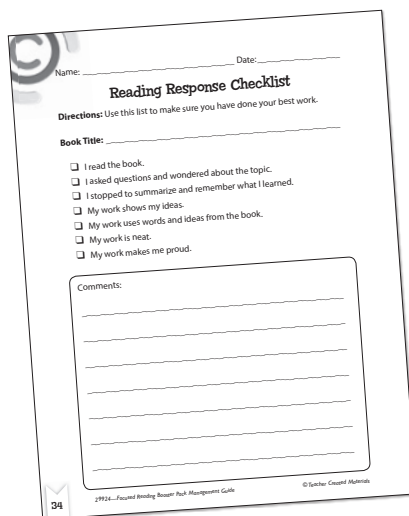 Name: Date:
Reading Response Checklist
Directions: Use this list to make sure you have done your best work.
Book Title:
I read the book.
I asked questions and wondered about the topic.
I stopped to summarize and remember what I learned.
My work shows my ideas.
My work uses words and ideas from the book.
My work is neat.
My work makes me proud.
Comments:
34 29924—Focused Reading Booster Pack Management Guide © Teacher Created Materials